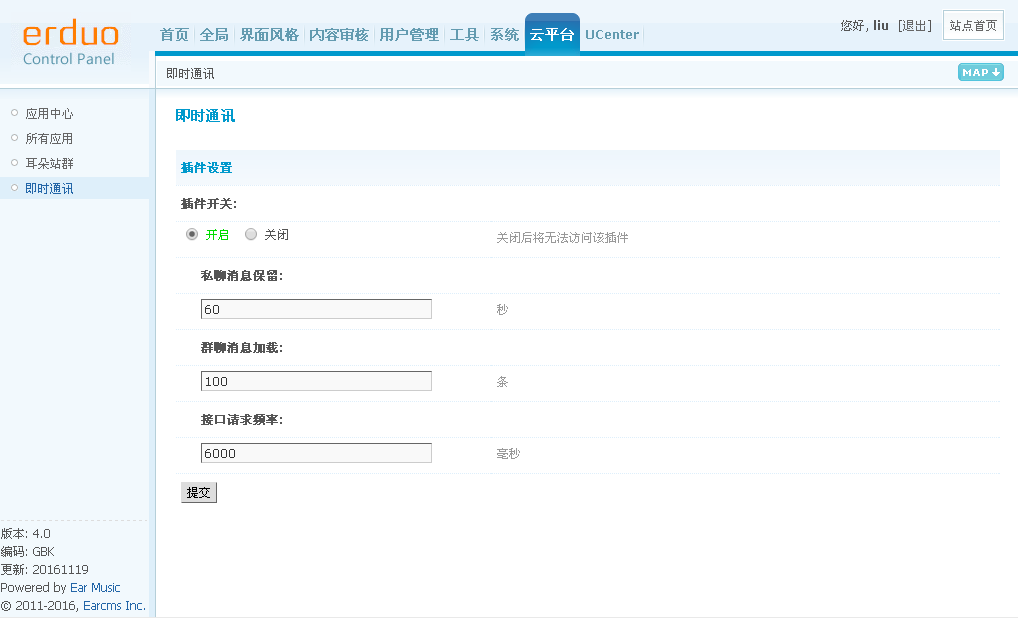 erduo
Control Panel
首页 全局 界面风格 内容审核 用户管理 工具 系统 云平台 UCenter
您好, liu [退出] 站点首页
即时通讯
MAP
应用中心
所有应用
耳朵站群
即时通讯
即时通讯
插件设置
插件开关:
开启 关闭 关闭后将无法访问该插件
私聊消息保留:
60 秒
群聊消息加载:
100 条
接口请求频率:
6000 毫秒
提交
版本: 4.0
编码: GBK
更新: 20161119
Powered by Ear Music
© 2011-2016, Earcms Inc.